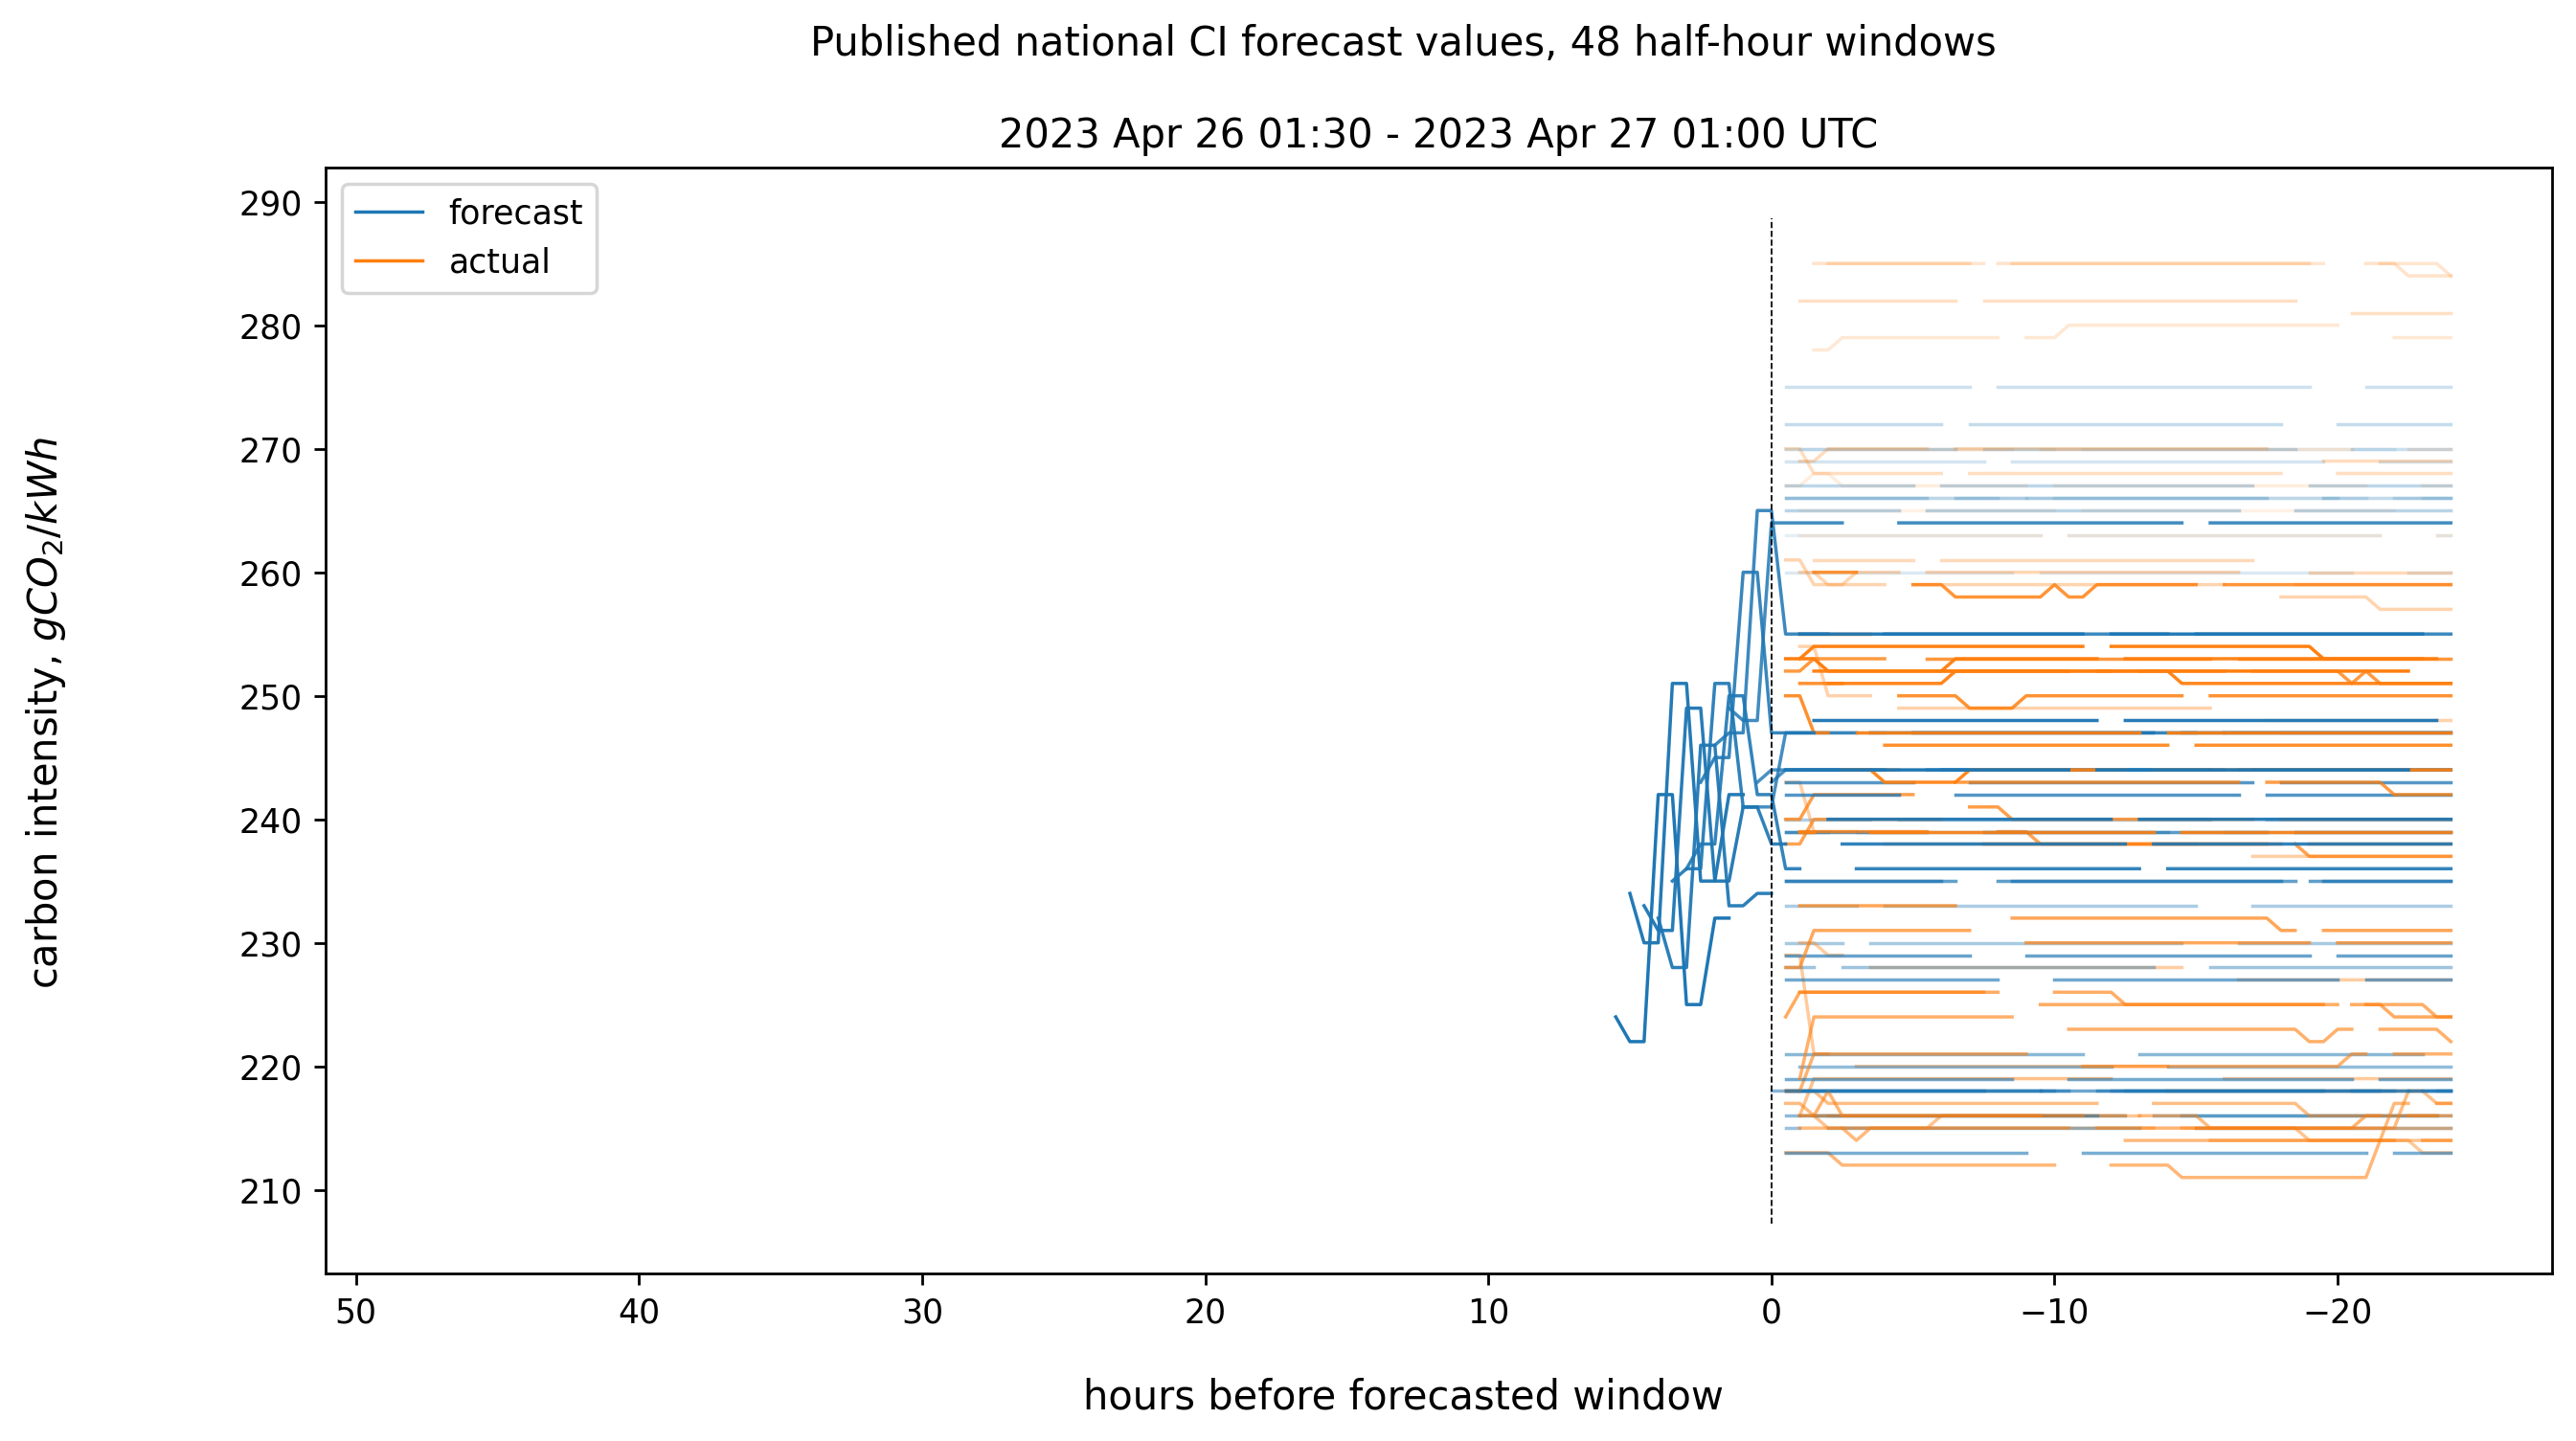 Published national CI forecast values, 48 half-hour windows
2023 Apr 26 01:30 - 2023 Apr 27 01:00 UTC
forecast
actual
290
280
270
260
250
240
230
220
210
carbon intensity, gCO₂/kWh
50
40
30
20
10
0
−10
−20
hours before forecasted window